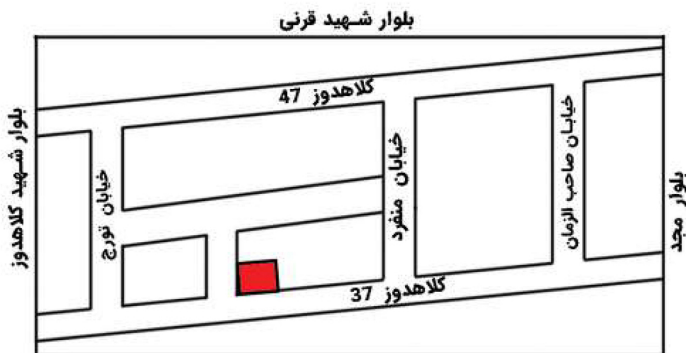 بلوار شهید قرنی
کلاهدوز 47
بلوار شهید کلاهدوز
خیابان تورج
خیابان منفرد
خیابان صاحب الزمان
بلوار مجد
کلاهدوز 37